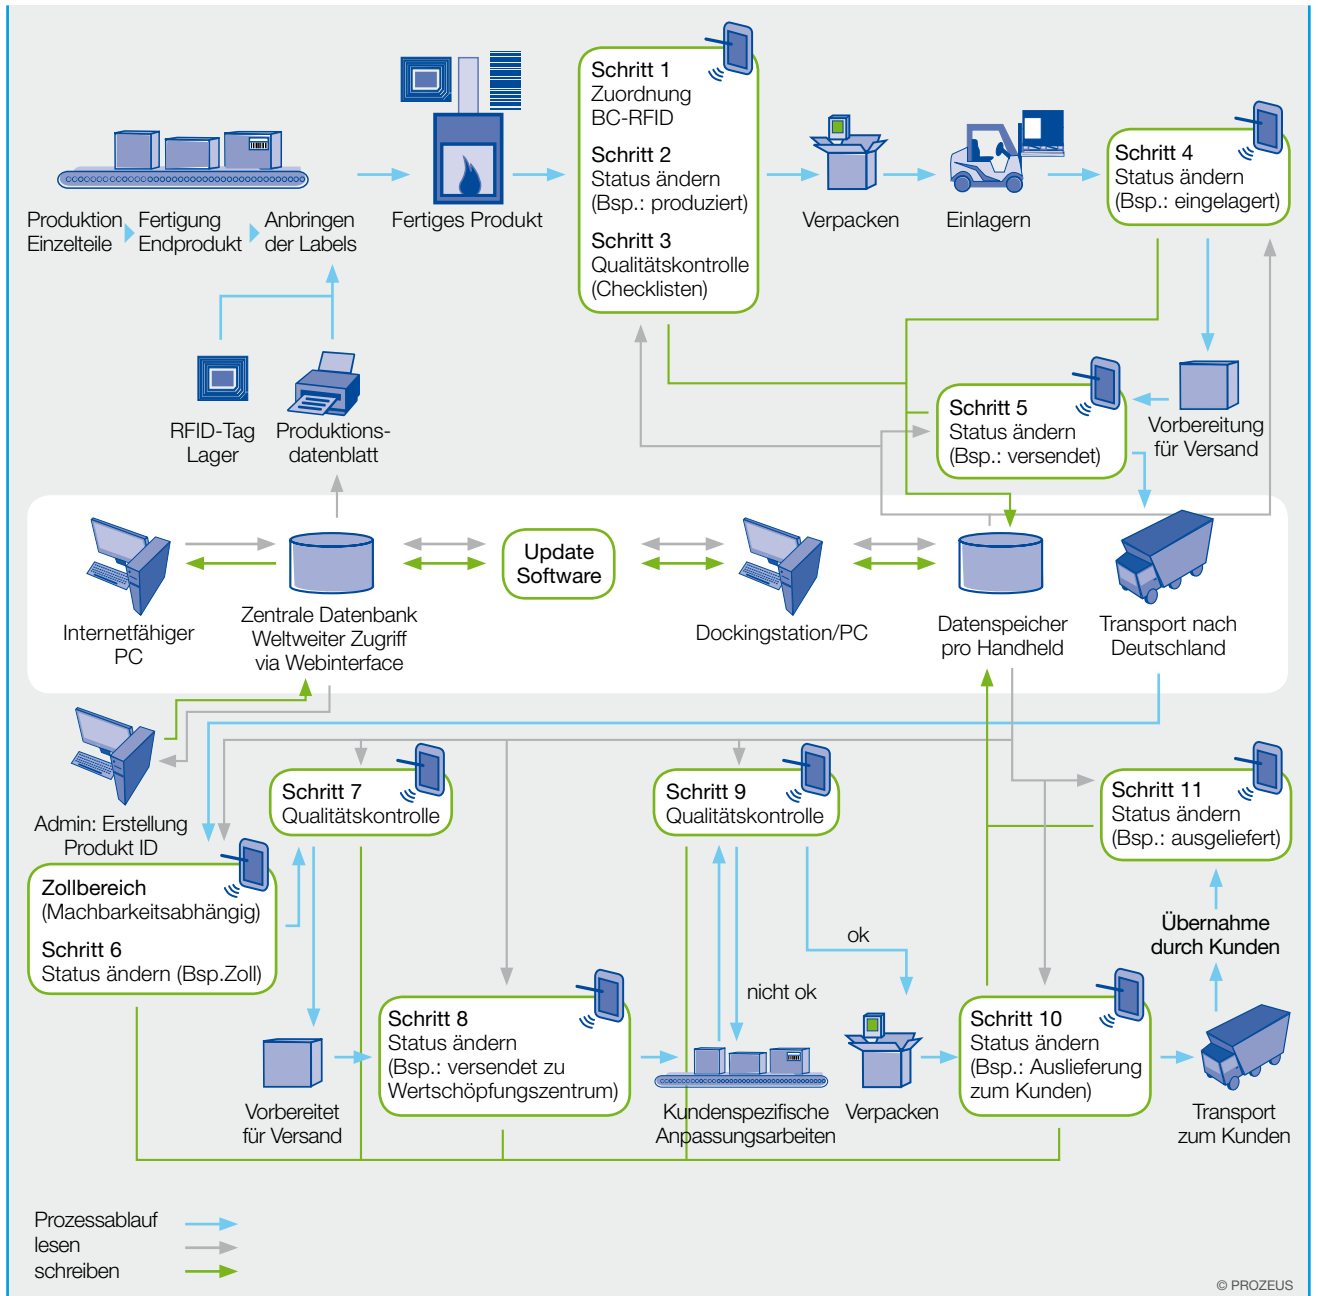 Schritt 1
Zuordnung
BC-RFID
Schritt 2
Status ändern
(Bsp.: produziert)
Schritt 3
Qualitätskontrolle
(Checklisten)
Schritt 4
Status ändern
(Bsp.: eingelagert)
Produktion
Einzelteile
Fertigung
Endprodukt
Anbringen
der Labels
Fertiges Produkt
Verpacken
Einlagern
RFID-Tag
Lager
Produktions-
datenblatt
Schritt 5
Status ändern
(Bsp.: versendet)
Vorbereitung
für Versand
Internetfähiger
PC
Zentrale Datenbank
Weltweiter Zugriff
via Webinterface
Update
Software
Dockingstation/PC
Datenspeicher
pro Handheld
Transport nach
Deutschland
Admin: Erstellung
Produkt ID
Schritt 7
Qualitätskontrolle
Schritt 9
Qualitätskontrolle
Schritt 11
Status ändern
(Bsp.: ausgeliefert)
Zollbereich
(Machbarkeitsabhängig)
Schritt 6
Status ändern (Bsp.Zoll)
ok
nicht ok
Übernahme
durch Kunden
Vorbereitet
für Versand
Schritt 8
Status ändern
(Bsp.: versendet zu
Wertschöpfungszentrum)
Kundenspezifische
Anpassungsarbeiten
Verpacken
Schritt 10
Status ändern
(Bsp.: Auslieferung
zum Kunden)
Transport
zum Kunden
Prozessablauf
lesen
schreiben
© PROZEUS